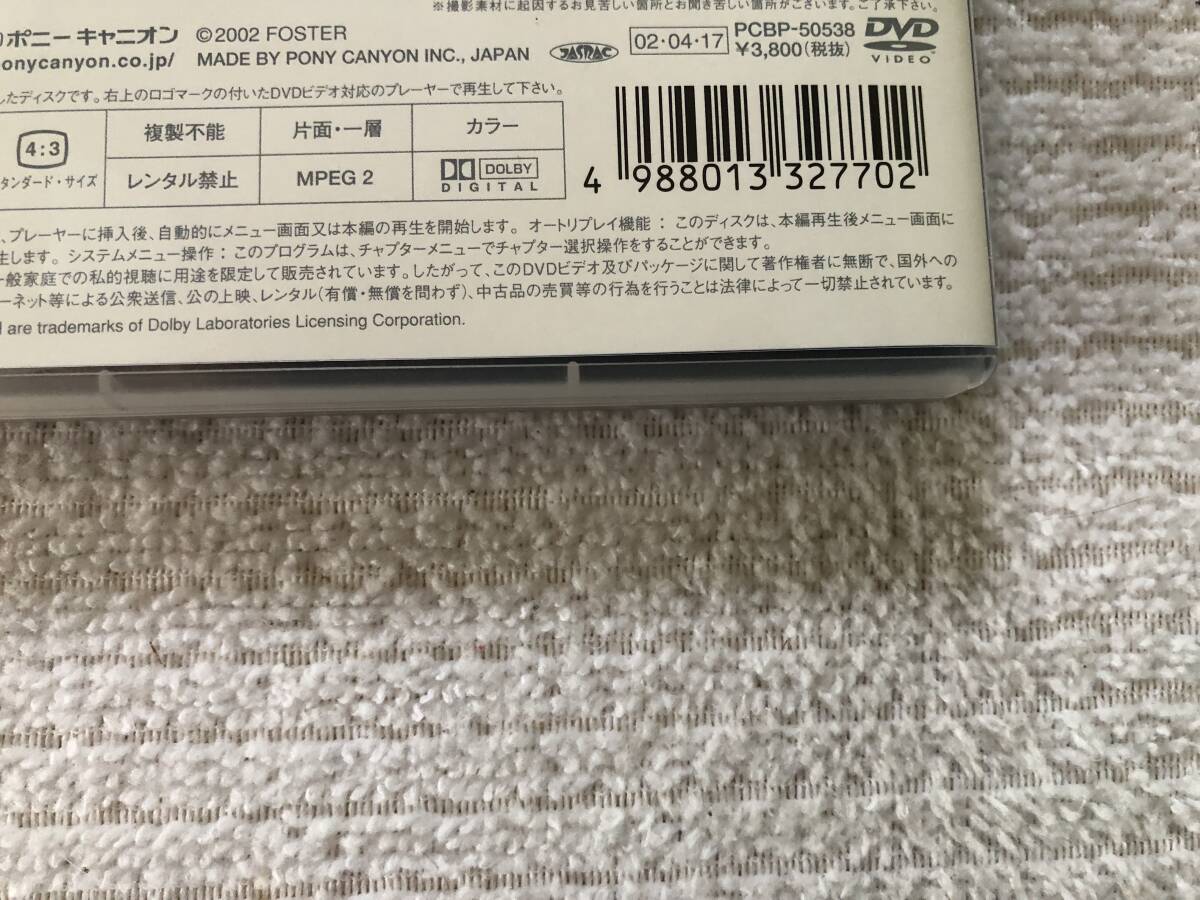 ※撮影素材に起因するお見苦しい箇所とお聞き苦しい箇所がございます。ご了承下さい。
ポニーキャニオン ©2002 FOSTER
onycanyon.co.jp/ MADE BY PONY CANYON INC., JAPAN JASRAC 02・04・17 PCBP-50538 ¥3,800(税抜) DVD VIDEO
したディスクです。右上のロゴマークの付いたDVDビデオ対応のプレーヤーで再生して下さい。
4:3 複製不能 片面・一層 カラー
タンダード・サイズ レンタル禁止 MPEG 2 DOLBY DIGITAL
4 988013 327702
、プレーヤーに挿入後、自動的にメニュー画面又は本編の再生を開始します。 オートリプレイ機能：このディスクは、本編再生後メニュー画面に
生します。 システムメニュー操作：このプログラムは、チャプターメニューでチャプター選択操作をすることができます。
一般家庭での私的視聴に用途を限定して販売されています。したがって、このDVDビデオ及びパッケージに関して著作権者に無断で、国外への
ーネット等による公衆送信、公の上映、レンタル(有償・無償を問わず)、中古品の売買等の行為を行うことは法律によって一切禁止されています。
are trademarks of Dolby Laboratories Licensing Corporation.